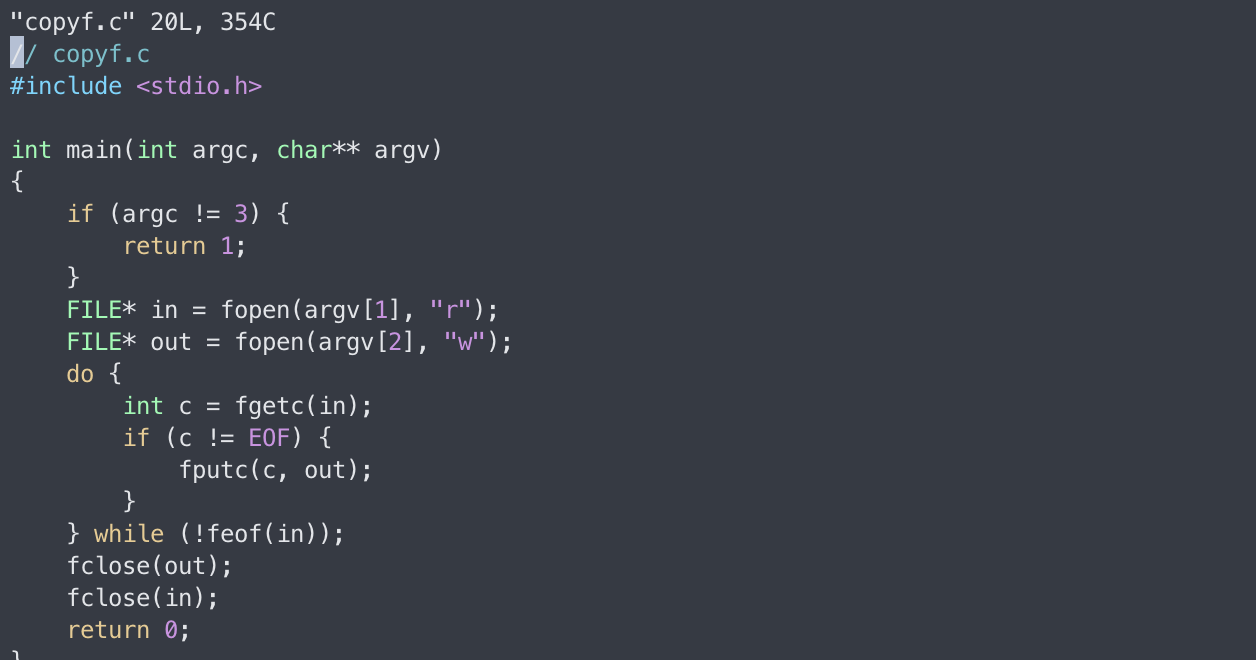 "copyf.c" 20L, 354C
// copyf.c
#include <stdio.h>

int main(int argc, char** argv)
{
    if (argc != 3) {
        return 1;
    }
    FILE* in = fopen(argv[1], "r");
    FILE* out = fopen(argv[2], "w");
    do {
        int c = fgetc(in);
        if (c != EOF) {
            fputc(c, out);
        }
    } while (!feof(in));
    fclose(out);
    fclose(in);
    return 0;
}